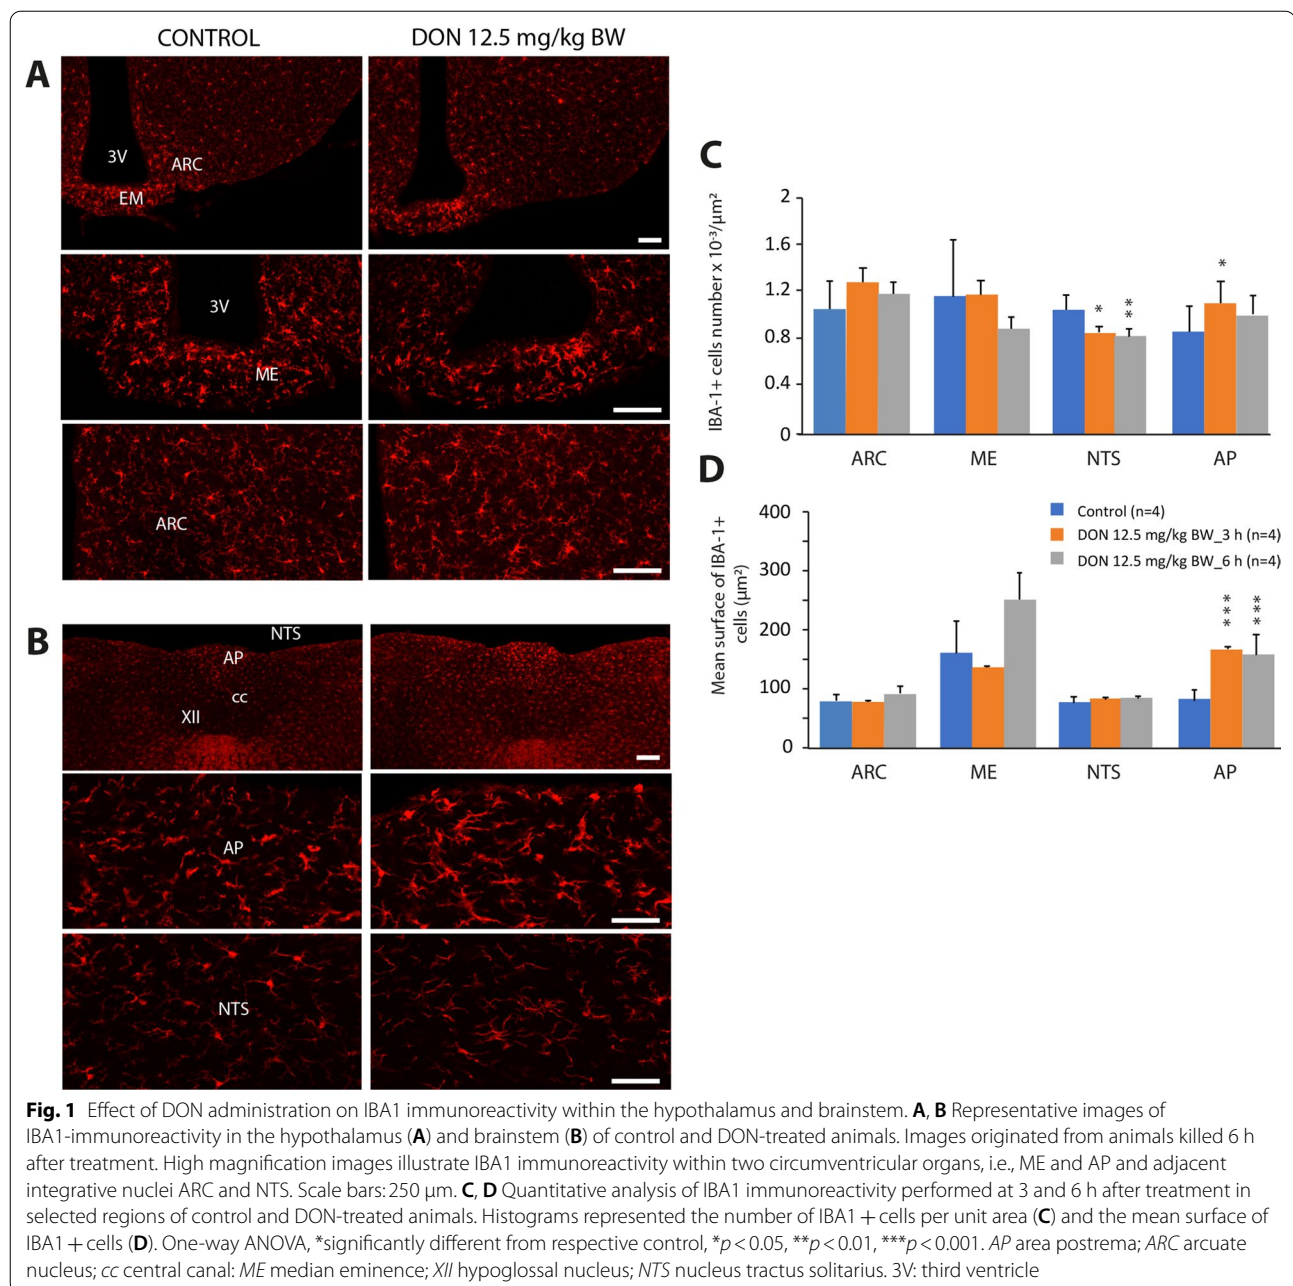 CONTROL
DON 12.5 mg/kg BW
A
3V
ARC
EM
3V
ME
ARC
B
NTS
AP
cc
XII
AP
NTS
C
IBA-1+ cells number x 10⁻³/µm²
2
1.6
1.2
0.8
0.4
0
*
**
*
ARC
ME
NTS
AP
D
Mean surface of IBA-1+
cells (µm²)
400
300
200
100
0
Control (n=4)
DON 12.5 mg/kg BW_3 h (n=4)
DON 12.5 mg/kg BW_6 h (n=4)
***
***
ARC
ME
NTS
AP
Fig. 1 Effect of DON administration on IBA1 immunoreactivity within the hypothalamus and brainstem. A, B Representative images of
IBA1-immunoreactivity in the hypothalamus (A) and brainstem (B) of control and DON-treated animals. Images originated from animals killed 6 h
after treatment. High magnification images illustrate IBA1 immunoreactivity within two circumventricular organs, i.e., ME and AP and adjacent
integrative nuclei ARC and NTS. Scale bars: 250 µm. C, D Quantitative analysis of IBA1 immunoreactivity performed at 3 and 6 h after treatment in
selected regions of control and DON-treated animals. Histograms represented the number of IBA1 + cells per unit area (C) and the mean surface of
IBA1 + cells (D). One-way ANOVA, *significantly different from respective control, *p < 0.05, **p < 0.01, ***p < 0.001. AP area postrema; ARC arcuate
nucleus; cc central canal: ME median eminence; XII hypoglossal nucleus; NTS nucleus tractus solitarius. 3V: third ventricle